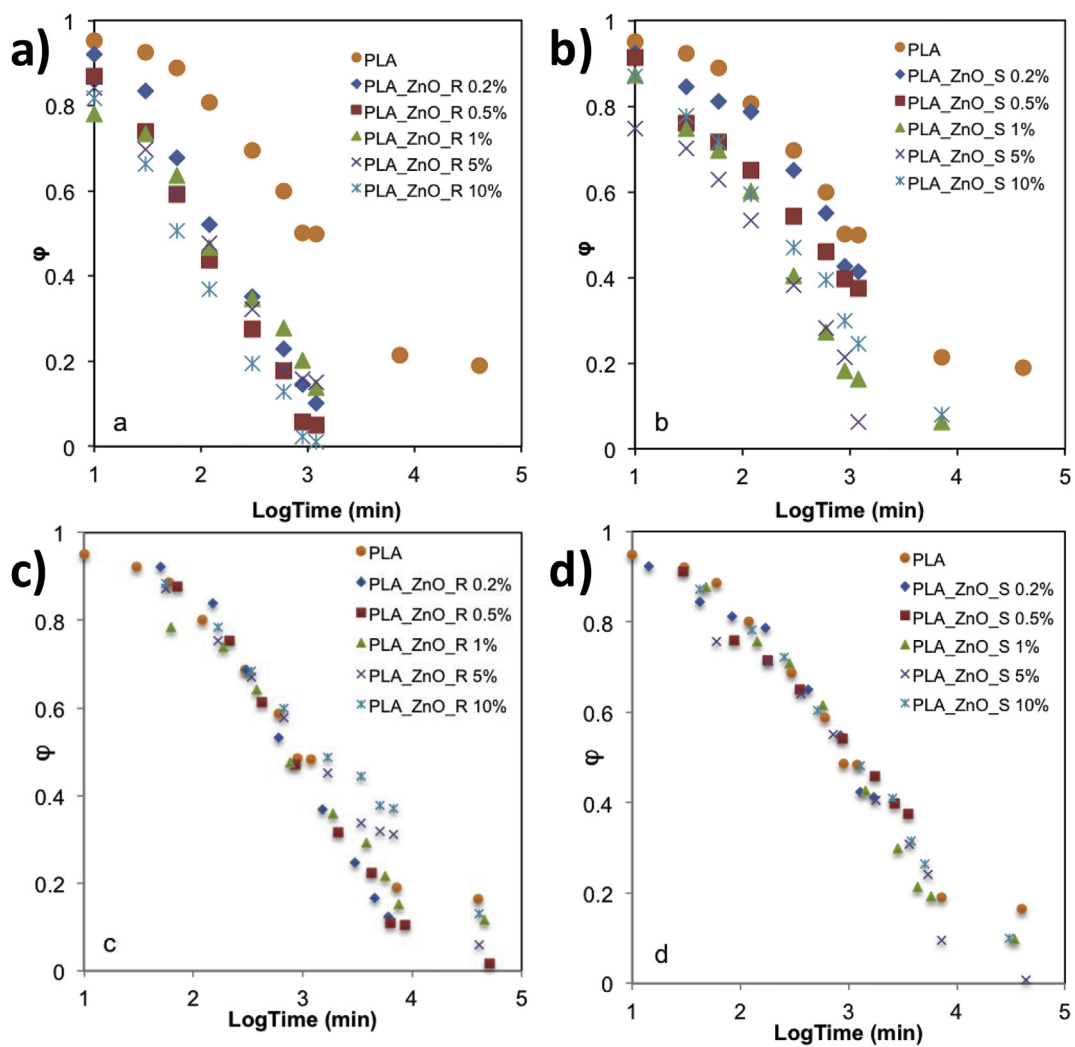 a)
1
0.8
0.6
0.4
0.2
0
φ
PLA
PLA_ZnO_R 0.2%
PLA_ZnO_R 0.5%
PLA_ZnO_R 1%
PLA_ZnO_R 5%
PLA_ZnO_R 10%
a
1 2 3 4 5
LogTime (min)
b)
1
0.8
0.6
0.4
0.2
0
φ
PLA
PLA_ZnO_S 0.2%
PLA_ZnO_S 0.5%
PLA_ZnO_S 1%
PLA_ZnO_S 5%
PLA_ZnO_S 10%
b
1 2 3 4 5
LogTime (min)
c)
1
0.8
0.6
0.4
0.2
0
φ
PLA
PLA_ZnO_R 0.2%
PLA_ZnO_R 0.5%
PLA_ZnO_R 1%
PLA_ZnO_R 5%
PLA_ZnO_R 10%
c
1 2 3 4 5
LogTime (min)
d)
1
0.8
0.6
0.4
0.2
0
φ
PLA
PLA_ZnO_S 0.2%
PLA_ZnO_S 0.5%
PLA_ZnO_S 1%
PLA_ZnO_S 5%
PLA_ZnO_S 10%
d
1 2 3 4 5
LogTime (min)